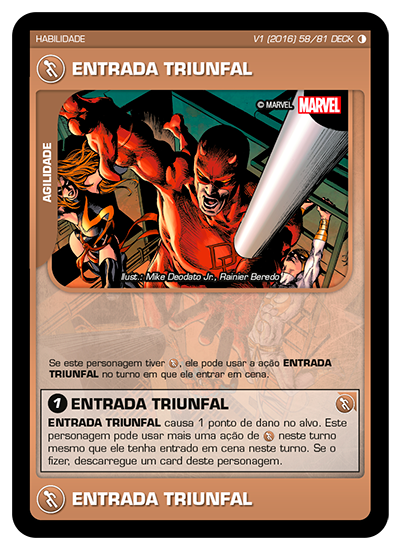 HABILIDADE
V1 (2016) 58/81 DECK
ENTRADA TRIUNFAL
© MARVEL MARVEL
AGILIDADE
DD
Ilust.: Mike Deodato Jr., Rainier Beredo
Se este personagem tiver , ele pode usar a ação ENTRADA
TRIUNFAL no turno em que ele entrar em cena.
1 ENTRADA TRIUNFAL
ENTRADA TRIUNFAL causa 1 ponto de dano no alvo. Este
personagem pode usar mais uma ação de neste turno
mesmo que ele tenha entrado em cena neste turno. Se o
fizer, descarregue um card deste personagem.
ENTRADA TRIUNFAL